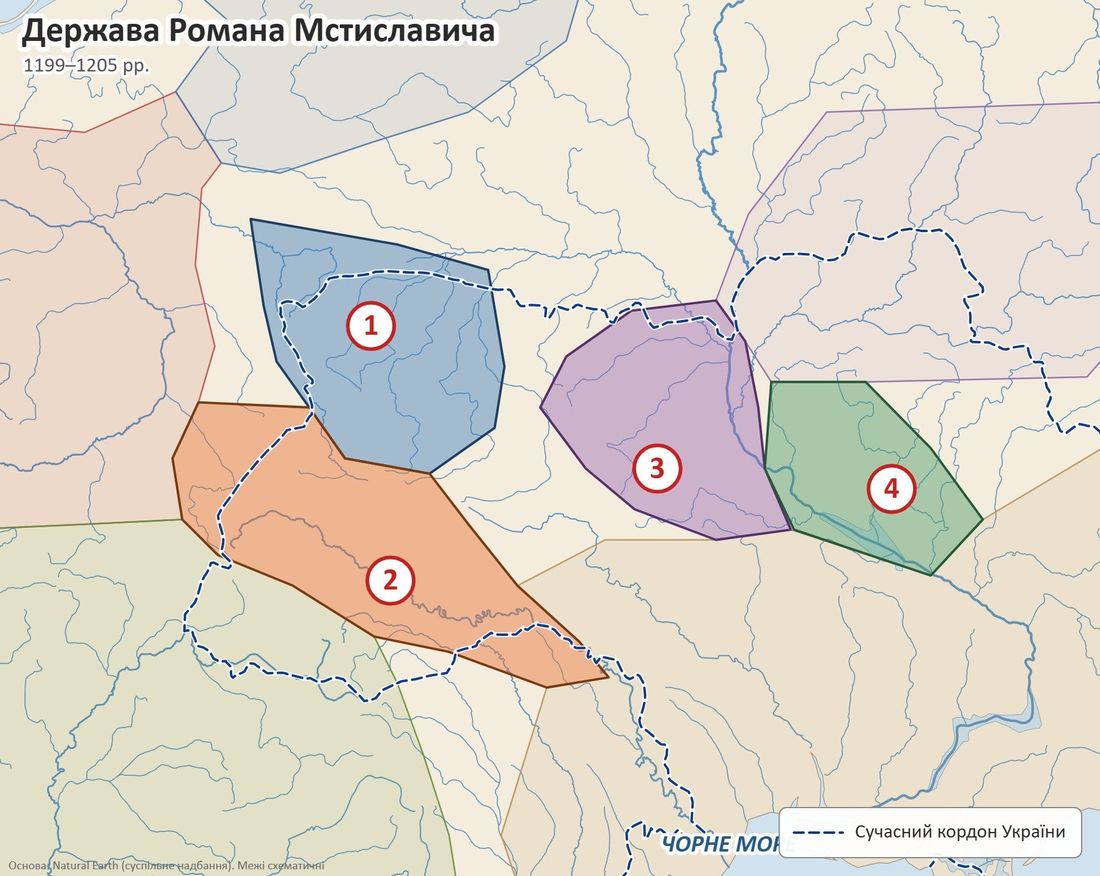 Держава Романа Мстиславича
1199–1205 рр.
1
2
3
4
ЧОРНЕ МОРЕ
Сучасний кордон України
Основа: Natural Earth (суспільне надбання). Межі схематичні